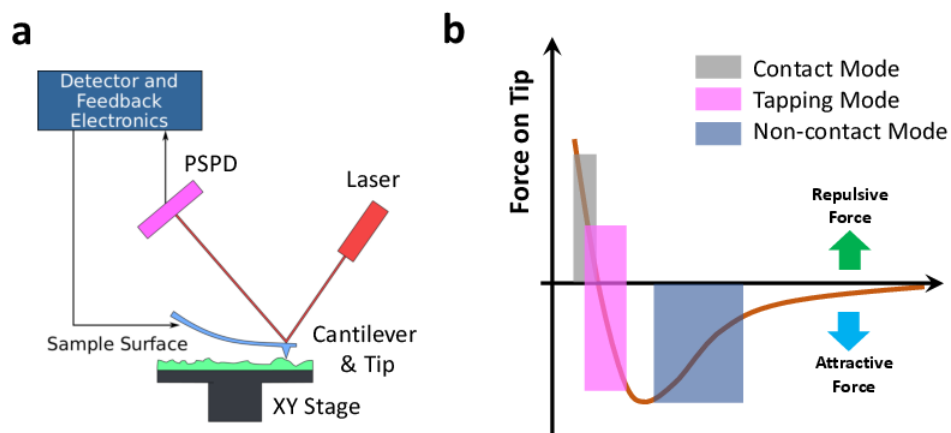 a
Detector and
Feedback
Electronics
PSPD
Laser
Sample Surface
Cantilever
& Tip
XY Stage
b
Force on Tip
Contact Mode
Tapping Mode
Non-contact Mode
Repulsive
Force
Attractive
Force